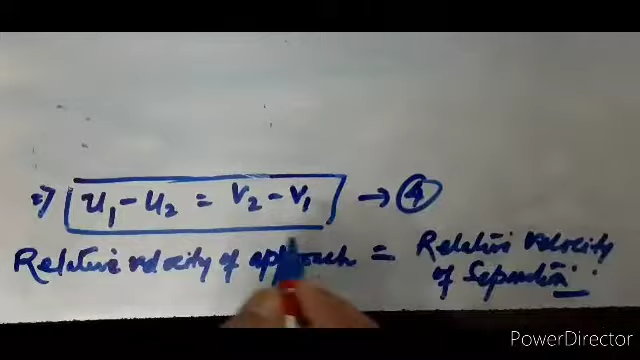 ⇒ u₁ - u₂ = v₂ - v₁ → ④
Relative velocity of approach = Relative velocity
of Separation
PowerDirector